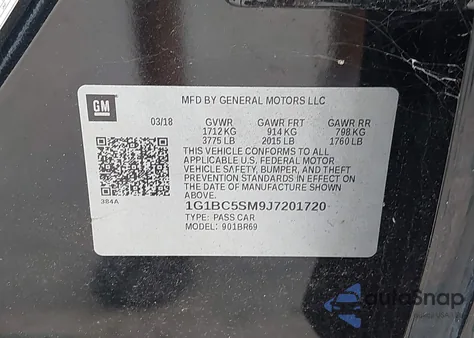 MFD BY GENERAL MOTORS LLC
GM
03/18 GVWR GAWR FRT GAWR RR
1712 KG 914 KG 798 KG
3775 LB 2015 LB 1760 LB
THIS VEHICLE CONFORMS TO ALL
APPLICABLE U.S. FEDERAL MOTOR
VEHICLE SAFETY, BUMPER, AND THEFT
PREVENTION STANDARDS IN EFFECT
ON THE DATE OF MANUFACTURE SHOWN
ABOVE.
384A
1G1BC5SM9J7201720
TYPE: PASS CAR
MODEL: 901BR69
autoSnap